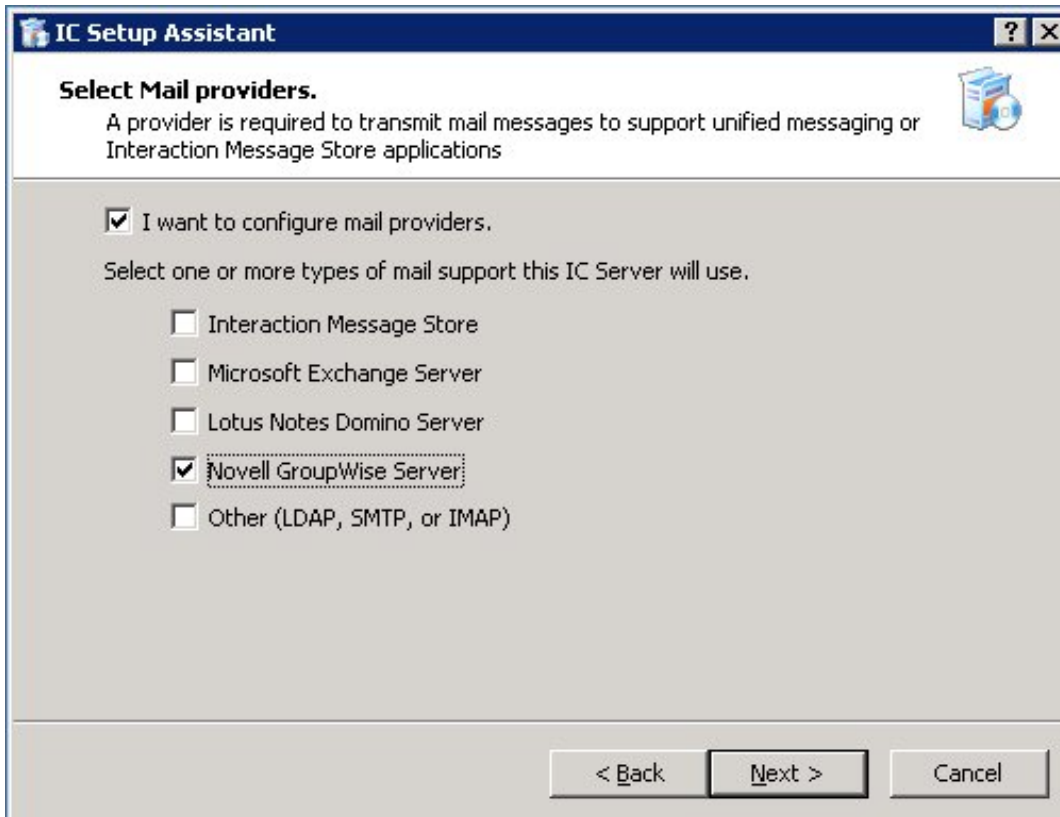 IC Setup Assistant
Select Mail providers.
A provider is required to transmit mail messages to support unified messaging or
Interaction Message Store applications
I want to configure mail providers.
Select one or more types of mail support this IC Server will use.
Interaction Message Store
Microsoft Exchange Server
Lotus Notes Domino Server
Novell GroupWise Server
Other (LDAP, SMTP, or IMAP)
< Back Next > Cancel